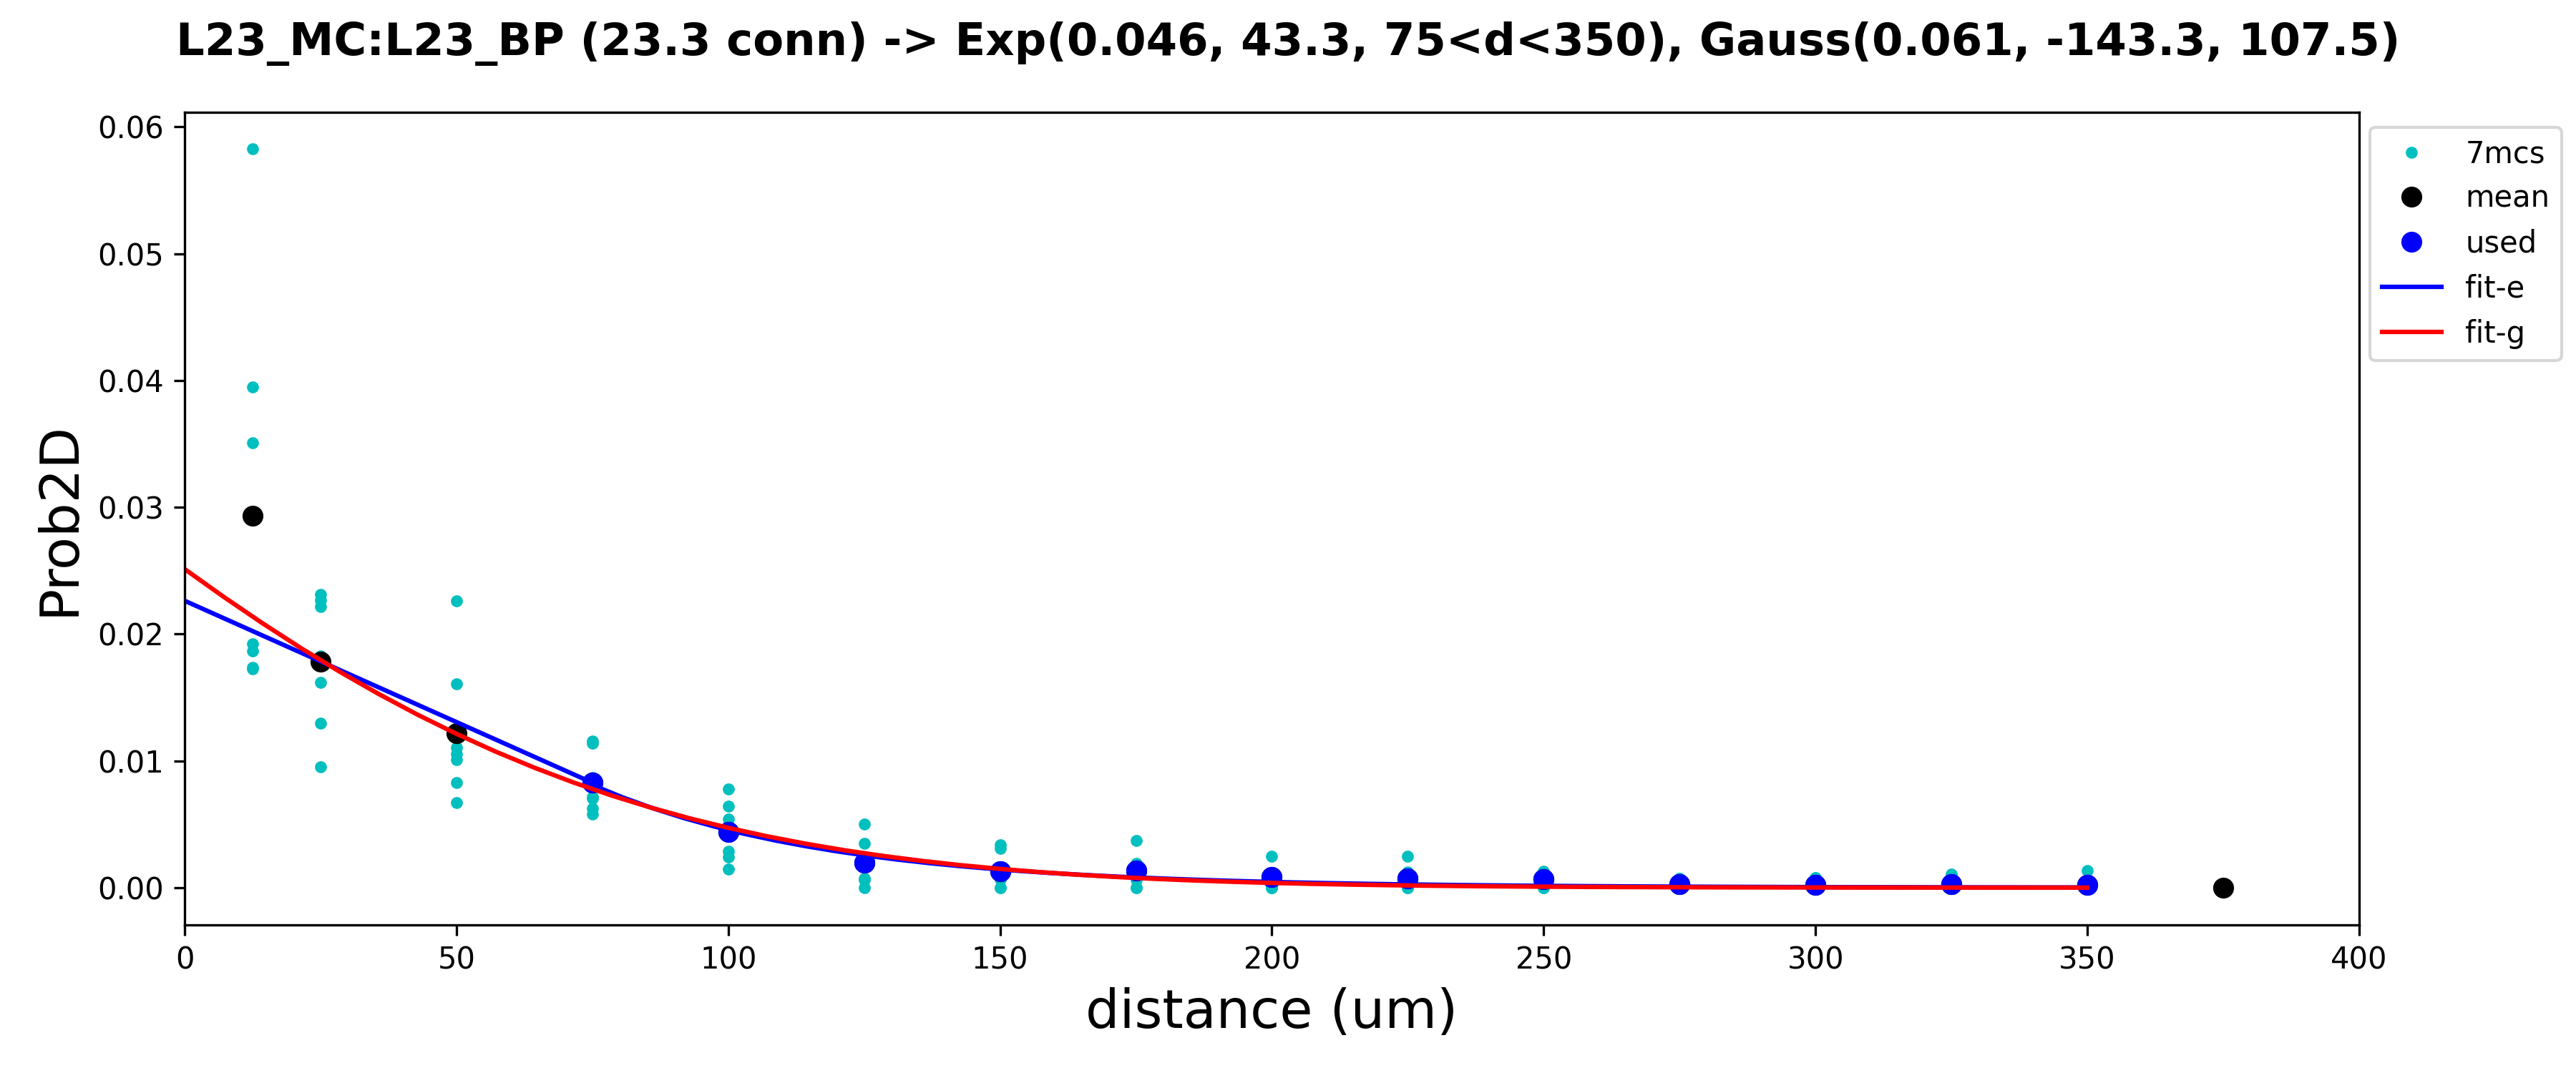 L23_MC:L23_BP (23.3 conn) -> Exp(0.046, 43.3, 75<d<350), Gauss(0.061, -143.3, 107.5)
0.06
0.05
0.04
0.03
0.02
0.01
0.00
Prob2D
0 50 100 150 200 250 300 350 400
distance (um)
7mcs
mean
used
fit-e
fit-g